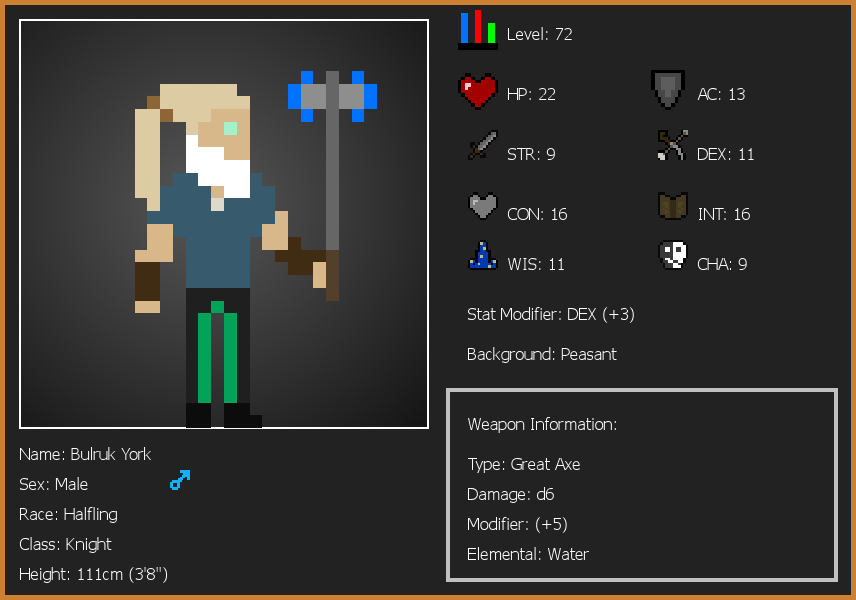 Level: 72
HP: 22
AC: 13
STR: 9
DEX: 11
CON: 16
INT: 16
WIS: 11
CHA: 9
Stat Modifier: DEX (+3)
Background: Peasant
Weapon Information:
Type: Great Axe
Damage: d6
Modifier: (+5)
Elemental: Water
Name: Bulruk York
Sex: Male
Race: Halfling
Class: Knight
Height: 111cm (3'8")